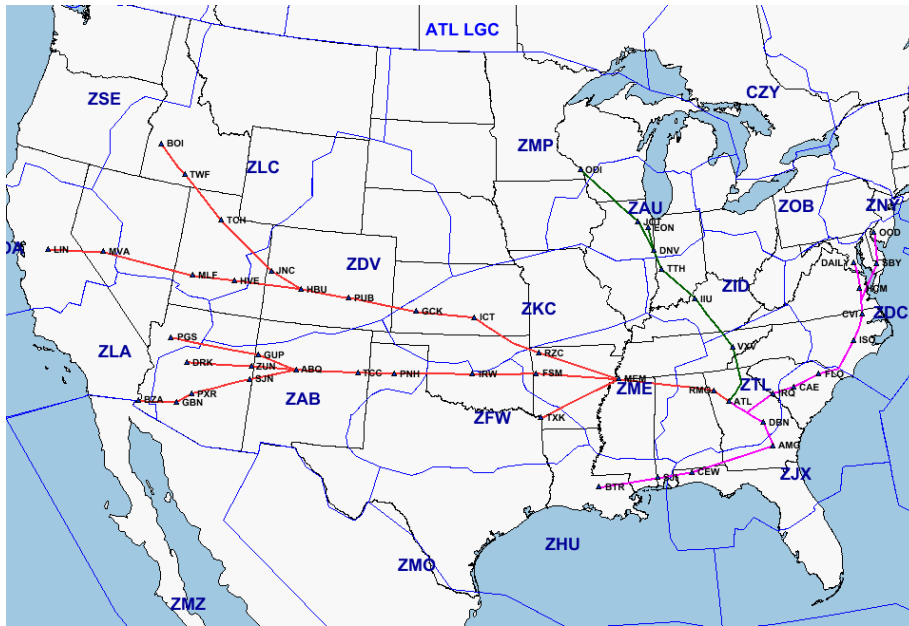 ATL LGC
CZY
ZSE
ZMP
BOI
ZLC
ODI
TWF
ZAU
ZOB
ZNY
TCH
EON
OOD
LIN
MVA
DNV
DAILY
SBY
ZDV
TTH
JNC
MLF
HVE
HBU
ZID
HCM
PUB
IIU
ZKC
GCK
ICT
CVI
ZDC
PGS
ISO
ZLA
GUP
RZC
VXV
DRK
ZUN
ABQ
TCC
PNH
IRW
FSM
MEM
ZTL
FLO
SJN
ZME
CAE
RMG
IRQ
PXR
BZA
GBN
ZAB
ATL
ZFW
TXK
DBN
AMG
CEW
SJI
ZJX
BTR
ZHU
ZMO
ZMZ